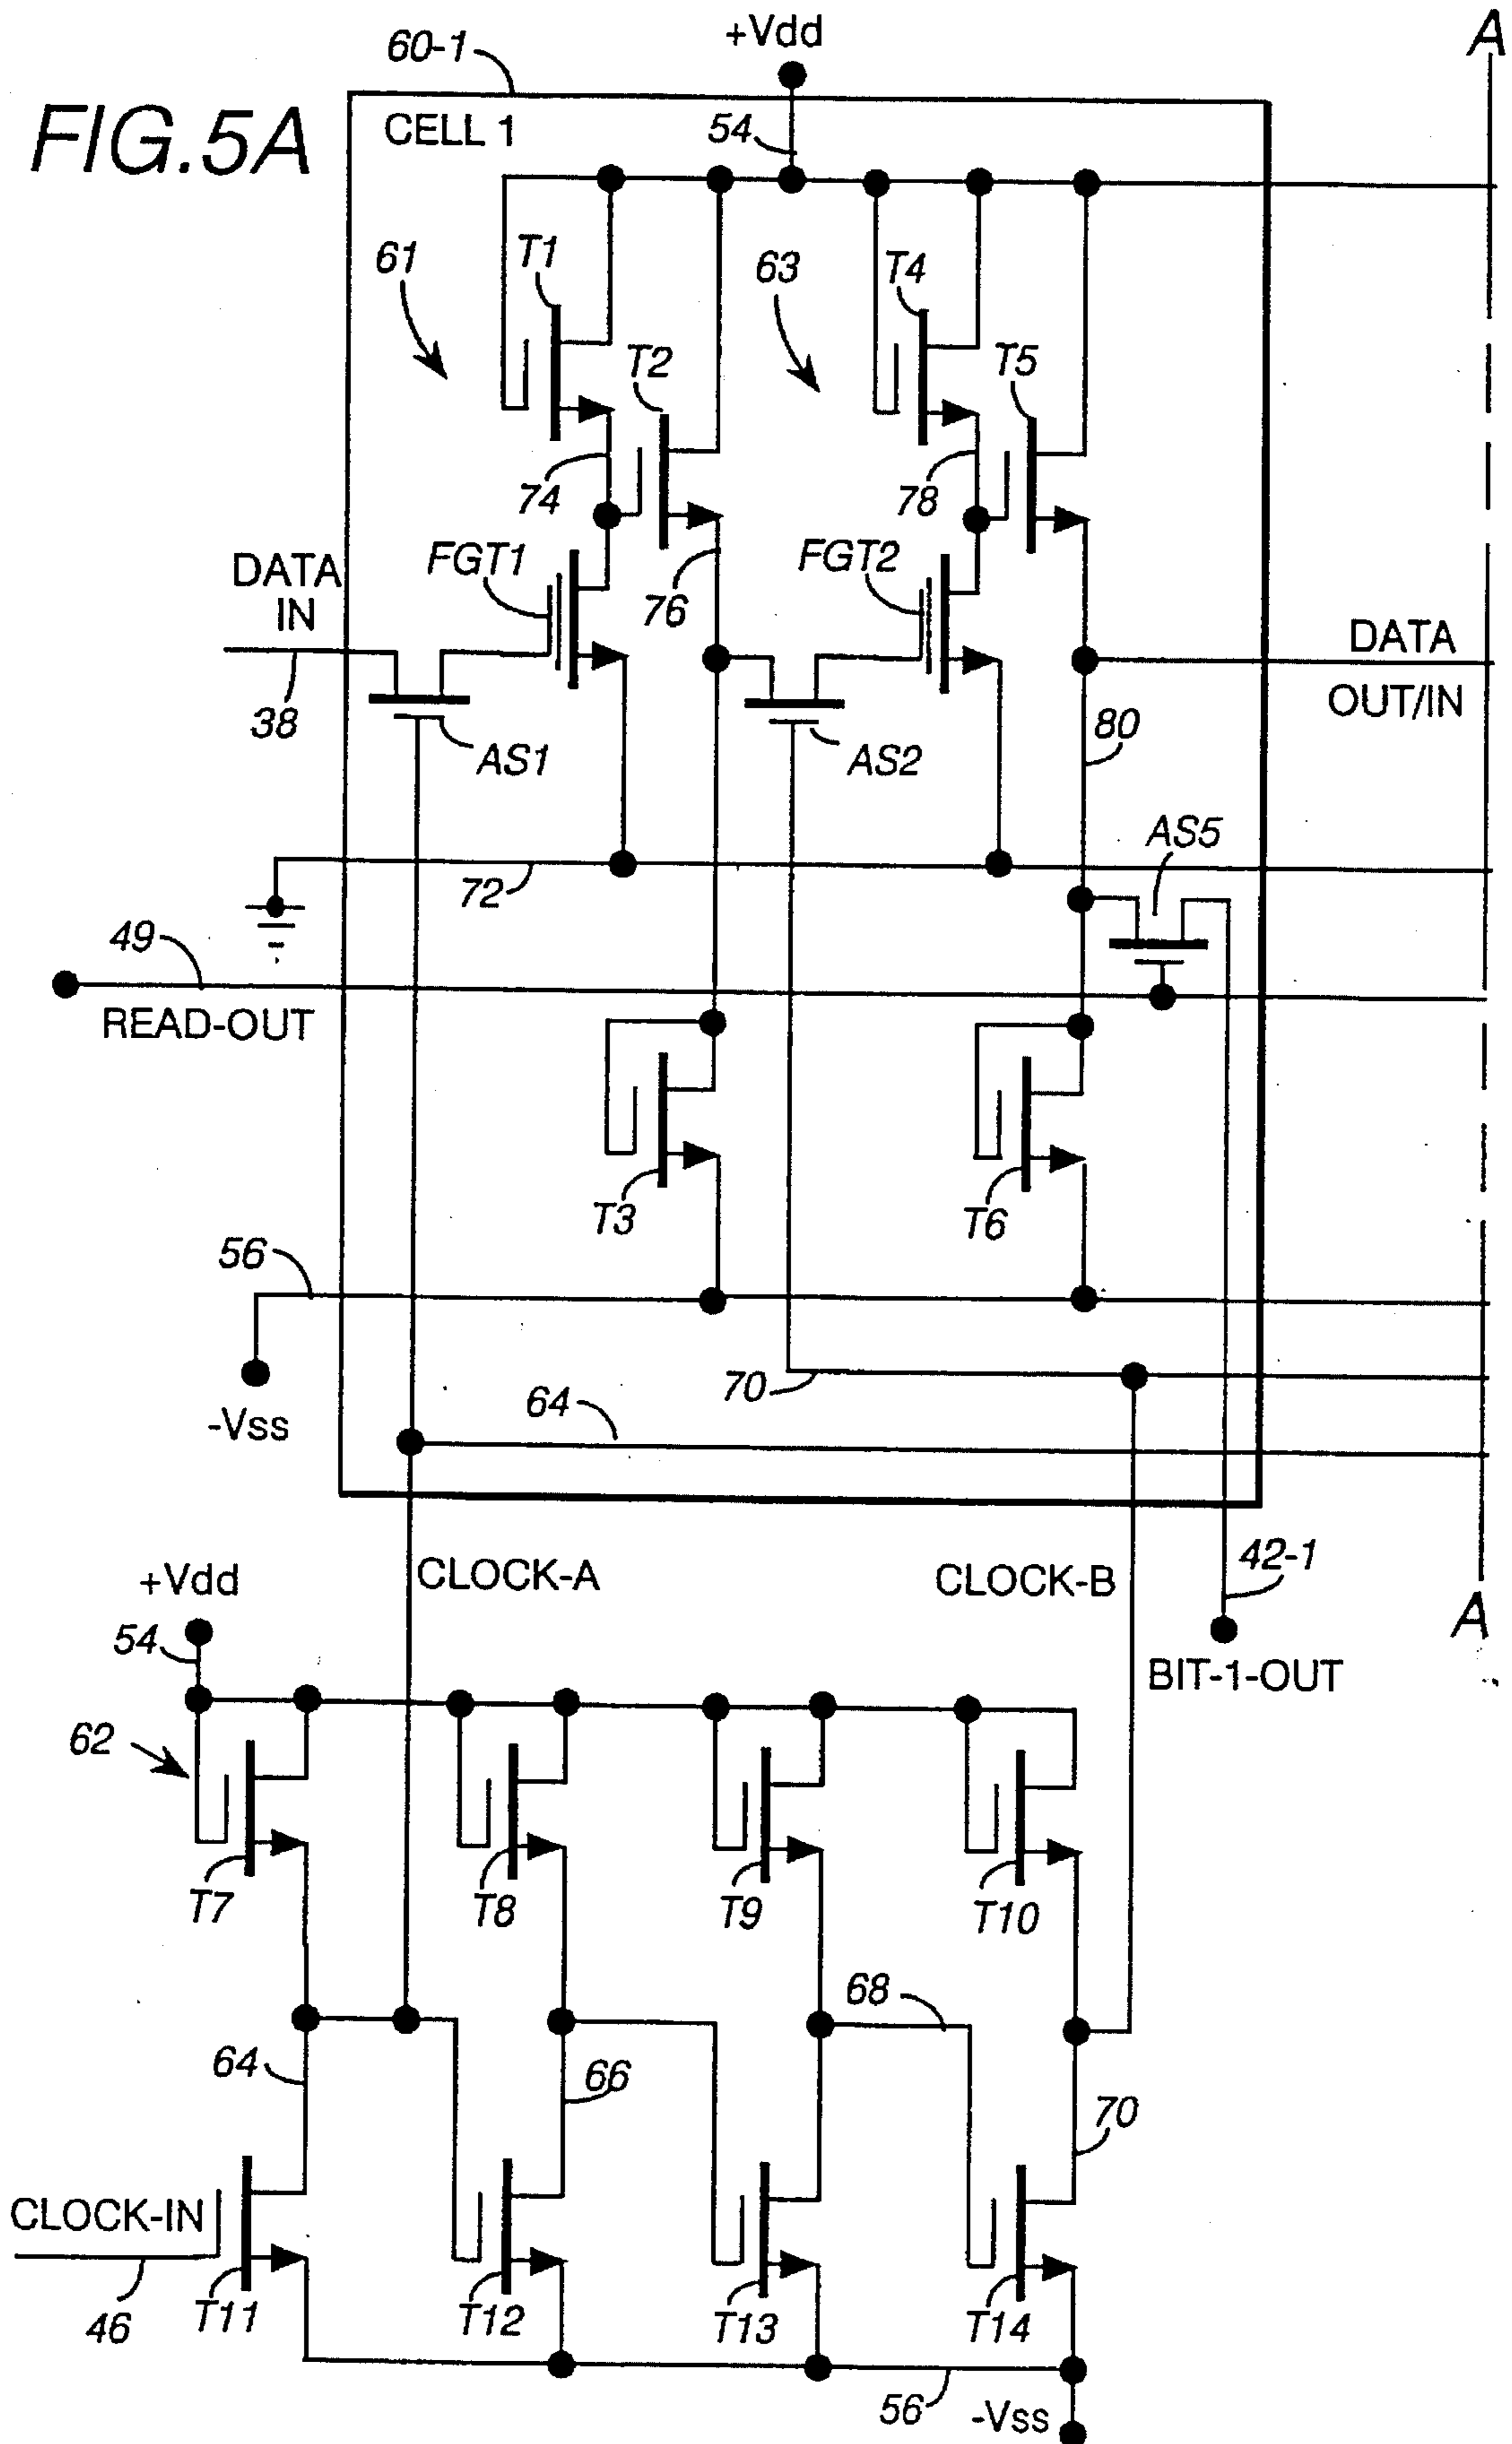 FIG.5A
60-1
+Vdd
A
CELL 1
54
61
T1
63
T4
T2
T5
74
78
FGT1
FGT2
76
DATA
IN
DATA
OUT/IN
38
AS1
AS2
80
AS5
72
49
READ-OUT
T3
T6
56
-Vss
70
64
CLOCK-A
CLOCK-B
42-1
A
BIT-1-OUT
+Vdd
54
62
T7
T8
T9
T10
68
64
66
70
CLOCK-IN
46
T11
T12
T13
T14
56
-Vss